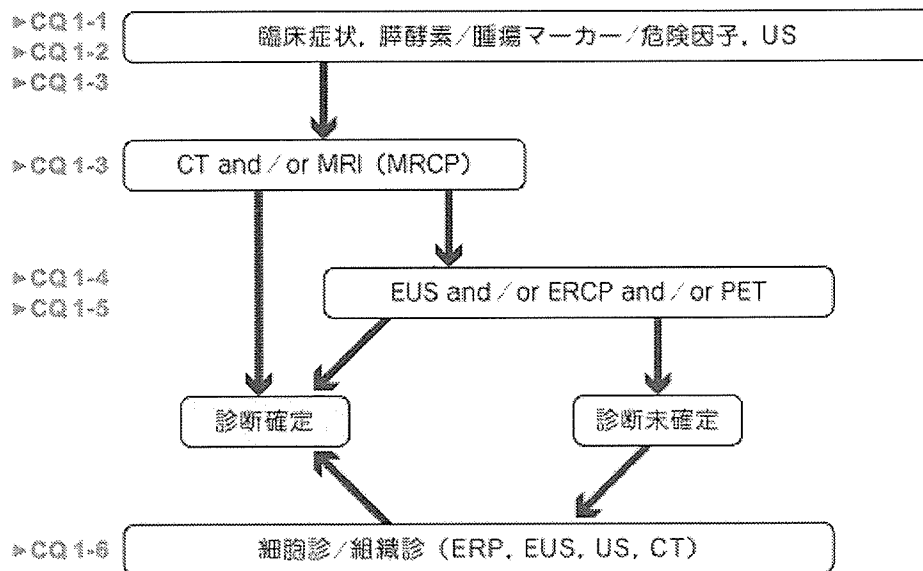 ▶CQ 1-1
▶CQ 1-2
▶CQ 1-3
臨床症状, 膵酵素/腫瘍マーカー/危険因子, US
▶CQ 1-3
CT and/or MRI (MRCP)
▶CQ 1-4
▶CQ 1-5
EUS and/or ERCP and/or PET
診断確定
診断未確定
▶CQ 1-6
細胞診/組織診 (ERP, EUS, US, CT)